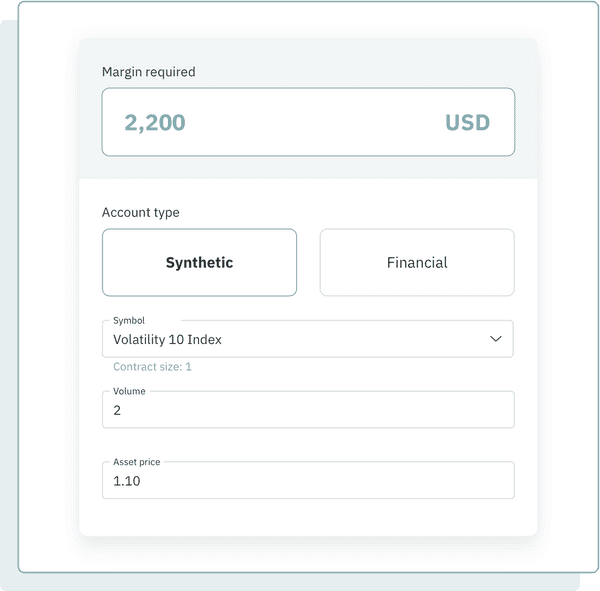 Margin required
2,200 USD
Account type
Synthetic Financial
Symbol
Volatility 10 Index
Contract size: 1
Volume
2
Asset price
1.10